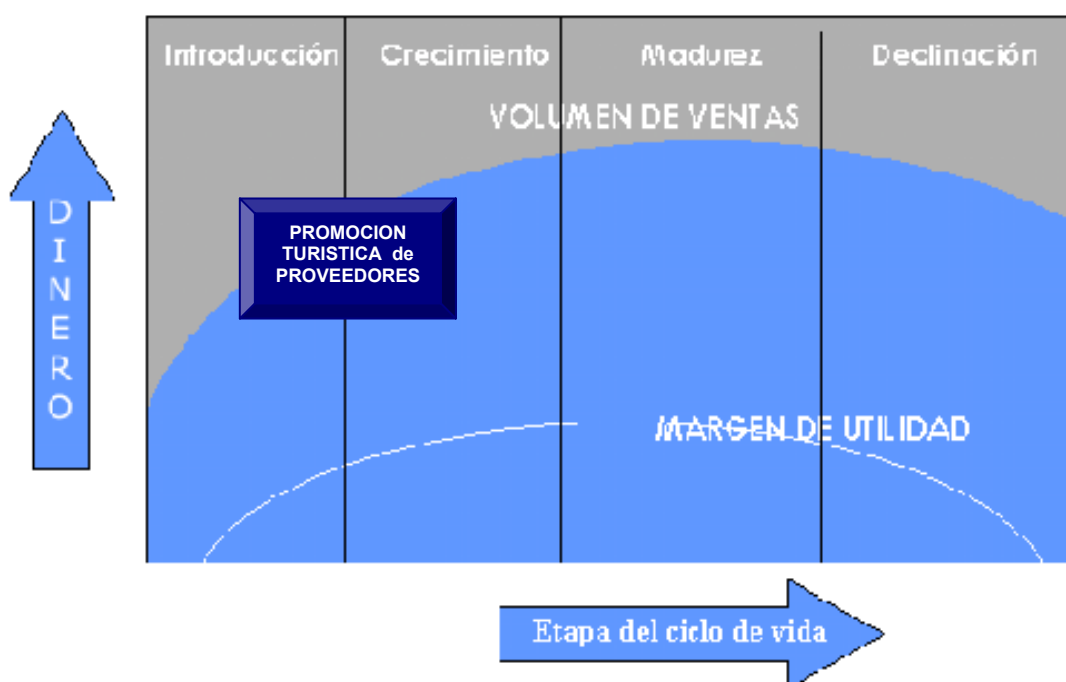 Introducción
Crecimiento
Madurez
Declinación
VOLUMEN DE VENTAS
DINERO
PROMOCION
TURISTICA de
PROVEEDORES
MARGEN DE UTILIDAD
Etapa del ciclo de vida